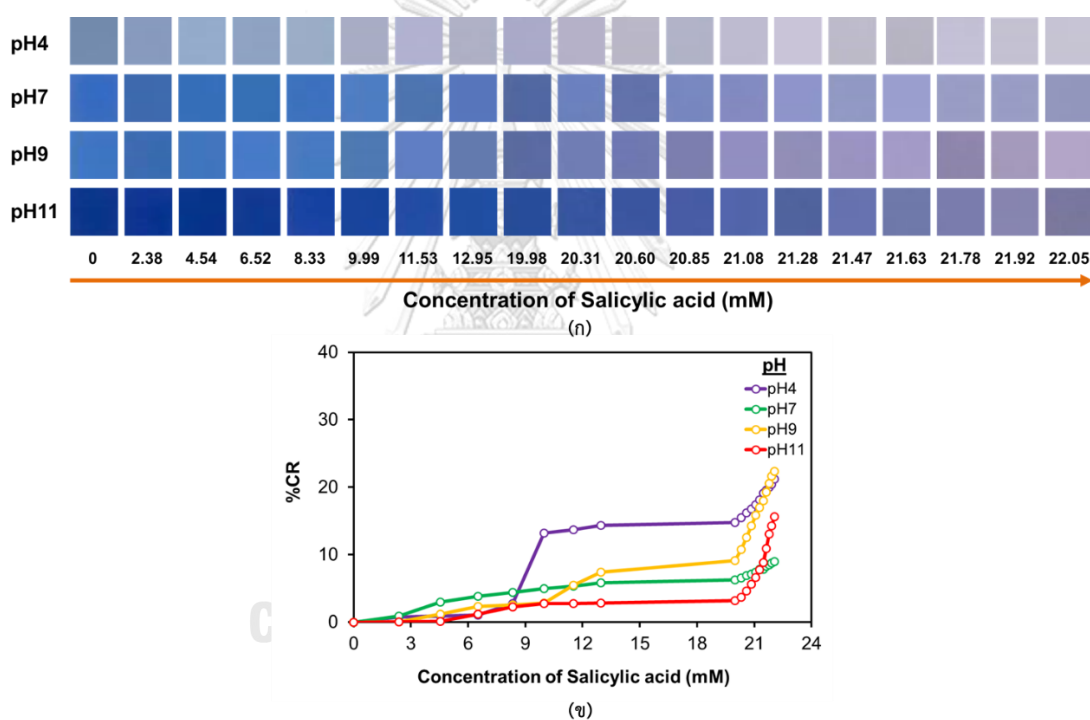 pH4
pH7
pH9
pH11
0 2.38 4.54 6.52 8.33 9.99 11.53 12.95 19.98 20.31 20.60 20.85 21.08 21.28 21.47 21.63 21.78 21.92 22.05
Concentration of Salicylic acid (mM)
(ก)
40
30
20
10
0
%CR
pH
pH4
pH7
pH9
pH11
0 3 6 9 12 15 18 21 24
Concentration of Salicylic acid (mM)
(ข)